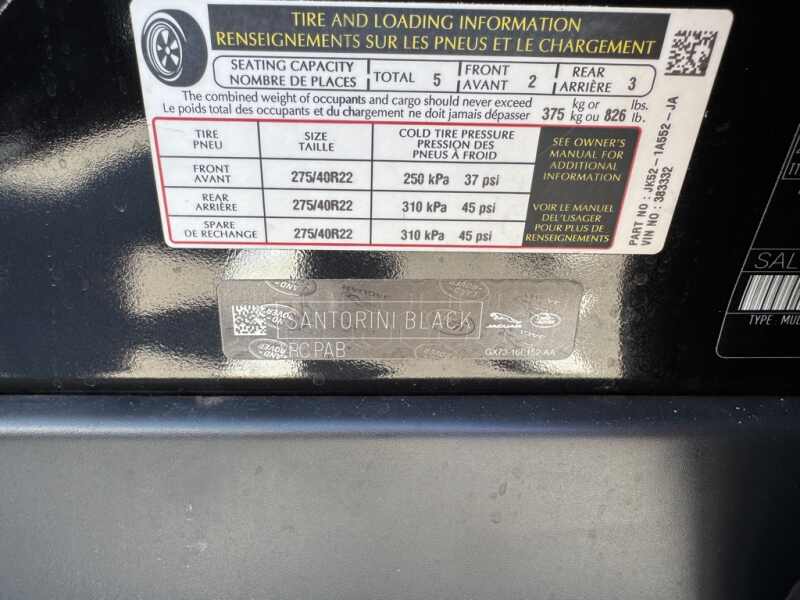 TIRE AND LOADING INFORMATION
RENSEIGNEMENTS SUR LES PNEUS ET LE CHARGEMENT
SEATING CAPACITY
NOMBRE DE PLACES
TOTAL 5
FRONT
AVANT 2
REAR
ARRIÈRE 3
The combined weight of occupants and cargo should never exceed 375 kg or 826 lbs.
Le poids total des occupants et du chargement ne doit jamais dépasser 375 kg ou 826 lb.
TIRE
PNEU
SIZE
TAILLE
COLD TIRE PRESSURE
PRESSION DES
PNEUS À FROID
FRONT
AVANT
275/40R22
250 kPa 37 psi
REAR
ARRIÈRE
275/40R22
310 kPa 45 psi
SPARE
DE RECHANGE
275/40R22
310 kPa 45 psi
SEE OWNER'S
MANUAL FOR
ADDITIONAL
INFORMATION
VOIR LE MANUEL
DEL'USAGER
POUR PLUS DE
RENSEIGNEMENTS
PART NO : JK52-1A552-JA
VIN NO : 383332
SANTORINI BLACK
JAGUAR
LRC PAB
SAL
TYPE : MU